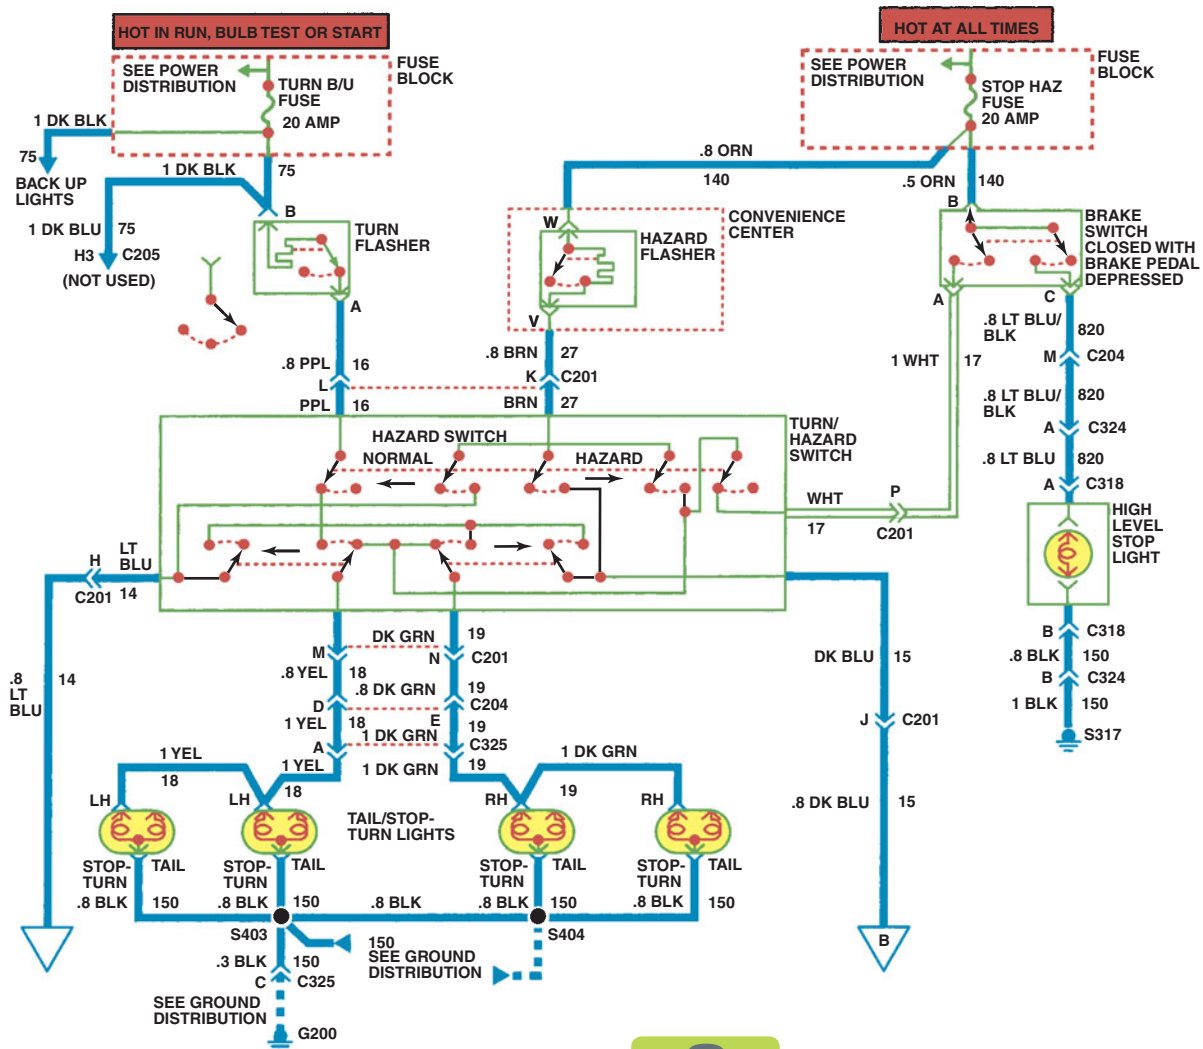 HOT IN RUN, BULB TEST OR START
HOT AT ALL TIMES
SEE POWER
DISTRIBUTION
TURN B/U
FUSE
20 AMP
FUSE
BLOCK
SEE POWER
DISTRIBUTION
STOP HAZ
FUSE
20 AMP
FUSE
BLOCK
1 DK BLK
75
BACK UP
LIGHTS
1 DK BLK
75
1 DK BLU
75
H3
C205
(NOT USED)
B
TURN
FLASHER
A
.8 ORN
140
.5 ORN
140
W
HAZARD
FLASHER
CONVENIENCE
CENTER
V
B
BRAKE
SWITCH
CLOSED WITH
BRAKE PEDAL
DEPRESSED
A
C
.8 PPL
16
L
PPL
16
.8 BRN
27
K
C201
BRN
27
1 WHT
17
.8 LT BLU/
BLK
820
M
C204
.8 LT BLU/
BLK
820
A
C324
.8 LT BLU
820
A
C318
HIGH
LEVEL
STOP
LIGHT
HAZARD SWITCH
NORMAL
HAZARD
TURN/
HAZARD
SWITCH
WHT
17
P
C201
H
LT
BLU
C201
14
M
DK GRN
19
N
C201
.8 YEL
18
.8 DK GRN
19
D
C204
1 YEL
18
E
19
A
1 DK GRN
C325
1 YEL
1 DK GRN
19
DK BLU
15
J
C201
B
C318
.8 BLK
150
B
C324
1 BLK
150
S317
.8
LT
BLU
14
1 YEL
18
18
1 DK GRN
19
LH
LH
RH
RH
TAIL/STOP-
TURN LIGHTS
.8 DK BLU
15
STOP-
TURN
TAIL
STOP-
TURN
TAIL
STOP-
TURN
TAIL
STOP-
TURN
TAIL
.8 BLK
150
.8 BLK
150
.8 BLK
.8 BLK
150
.8 BLK
150
S403
150
SEE GROUND
DISTRIBUTION
S404
B
.3 BLK
150
C
C325
SEE GROUND
DISTRIBUTION
G200